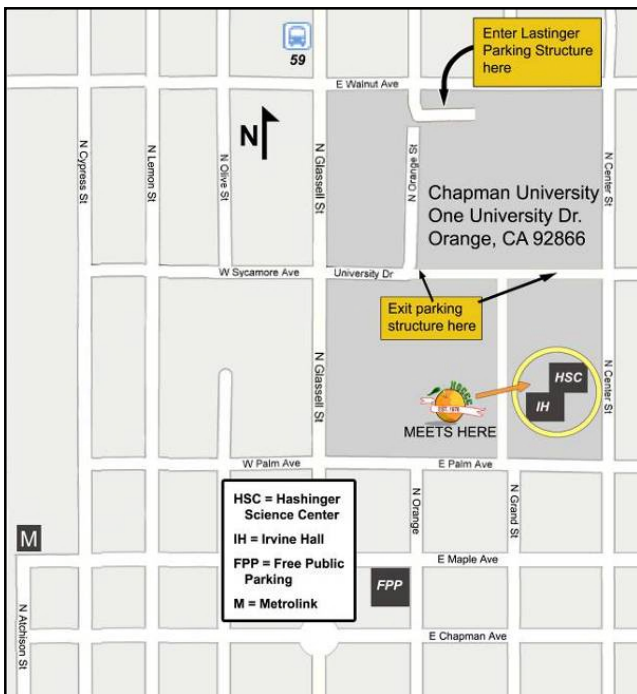 Enter Lastinger
Parking Structure
here
59
E Walnut Ave
N
N Cypress St
N Lemon St
N Olive St
N Glassell St
N Orange St
N Center St
Chapman University
One University Dr.
Orange, CA 92866
W Sycamore Ave
University Dr
Exit parking
structure here
N Glassell St
N Center St
HSC
IH
EST. 1976
MEETS HERE
W Palm Ave
E Palm Ave
HSC = Hashinger
Science Center
IH = Irvine Hall
FPP = Free Public
Parking
M = Metrolink
N Orange
N Grand St
M
E Maple Ave
FPP
N Atchison St
E Chapman Ave